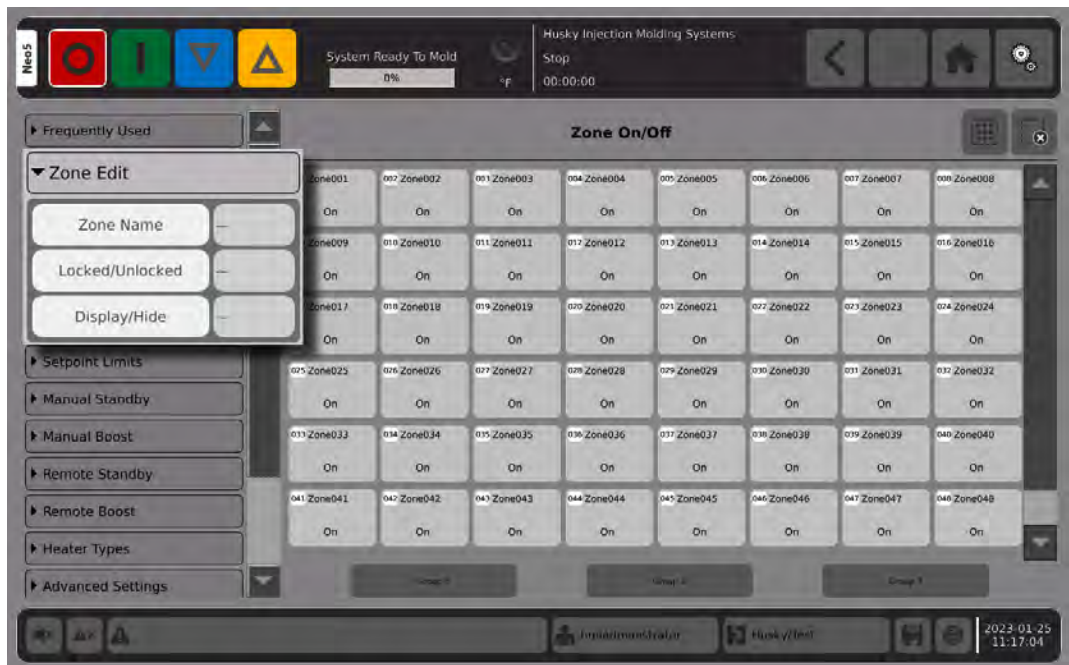 Neo5
System Ready To Mold
0%
°F
Husky Injection Molding Systems
Stop
00:00:00
Frequently Used
Zone On/Off
Zone Edit
Zone Name
—
Locked/Unlocked
—
Display/Hide
—
Setpoint Limits
Manual Standby
Manual Boost
Remote Standby
Remote Boost
Heater Types
Advanced Settings
Zone001 002 Zone002 003 Zone003 004 Zone004 005 Zone005 006 Zone006 007 Zone007 008 Zone008
On On On On On On On On
Zone009 010 Zone010 011 Zone011 012 Zone012 013 Zone013 014 Zone014 015 Zone015 016 Zone016
On On On On On On On On
Zone017 018 Zone018 019 Zone019 020 Zone020 021 Zone021 022 Zone022 023 Zone023 024 Zone024
On On On On On On On On
025 Zone025 026 Zone026 027 Zone027 028 Zone028 029 Zone029 030 Zone030 031 Zone031 032 Zone032
On On On On On On On On
033 Zone033 034 Zone034 035 Zone035 036 Zone036 037 Zone037 038 Zone038 039 Zone039 040 Zone040
On On On On On On On On
041 Zone041 042 Zone042 043 Zone043 044 Zone044 045 Zone045 046 Zone046 047 Zone047 048 Zone048
On On On On On On On On
Husky/Test
2023-01-25
11:17:04